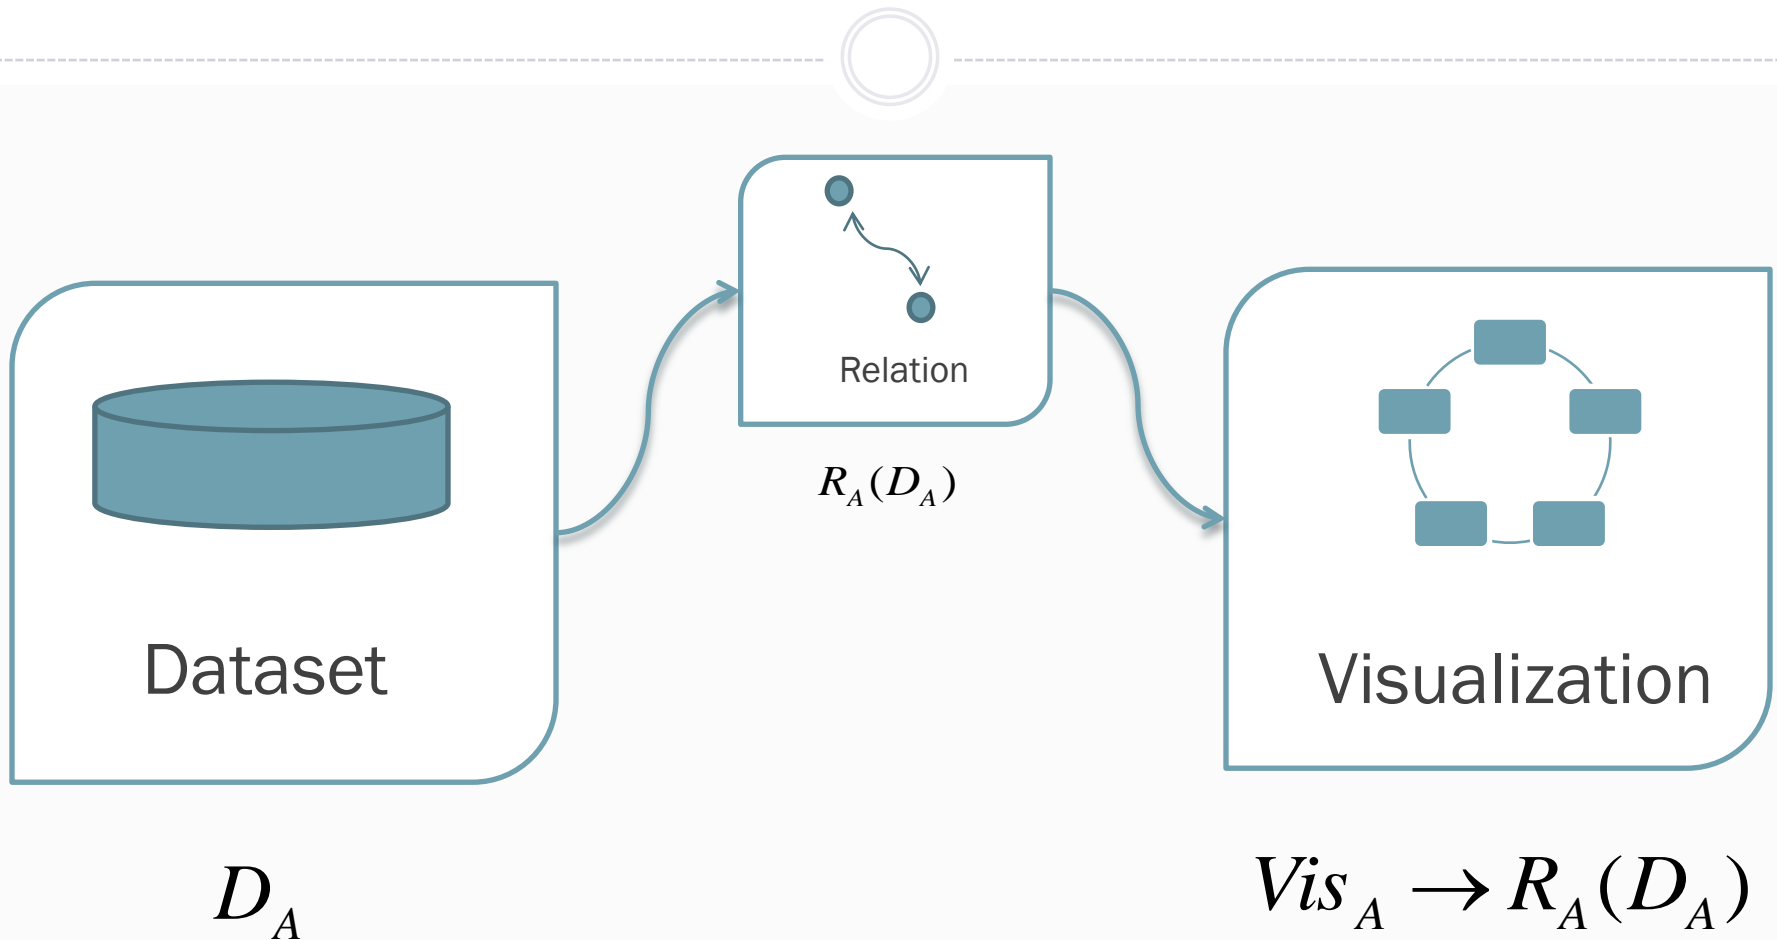 Relation
R_A(D_A)
Dataset
Visualization
D_A
Vis_A → R_A(D_A)